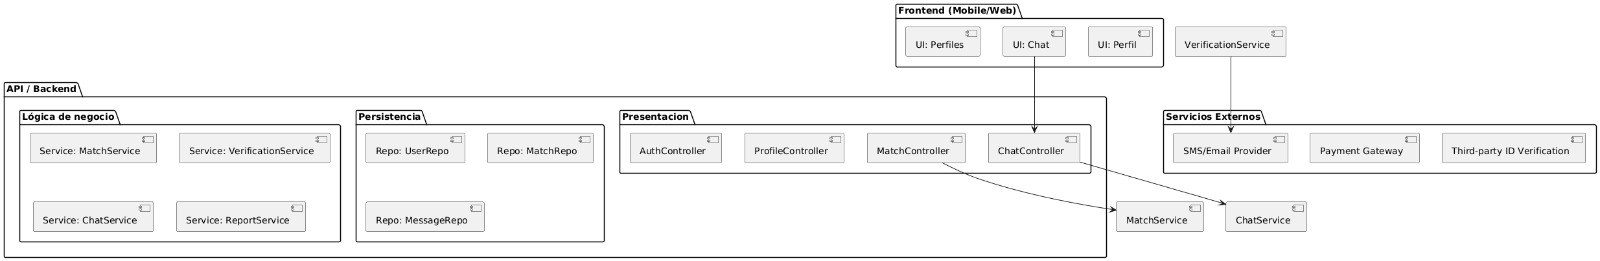 Frontend (Mobile/Web)
UI: Perfiles
UI: Chat
UI: Perfil
VerificationService
API / Backend
Lógica de negocio
Service: MatchService
Service: VerificationService
Service: ChatService
Service: ReportService
Persistencia
Repo: UserRepo
Repo: MatchRepo
Repo: MessageRepo
Presentacion
AuthController
ProfileController
MatchController
ChatController
Servicios Externos
SMS/Email Provider
Payment Gateway
Third-party ID Verification
MatchService
ChatService